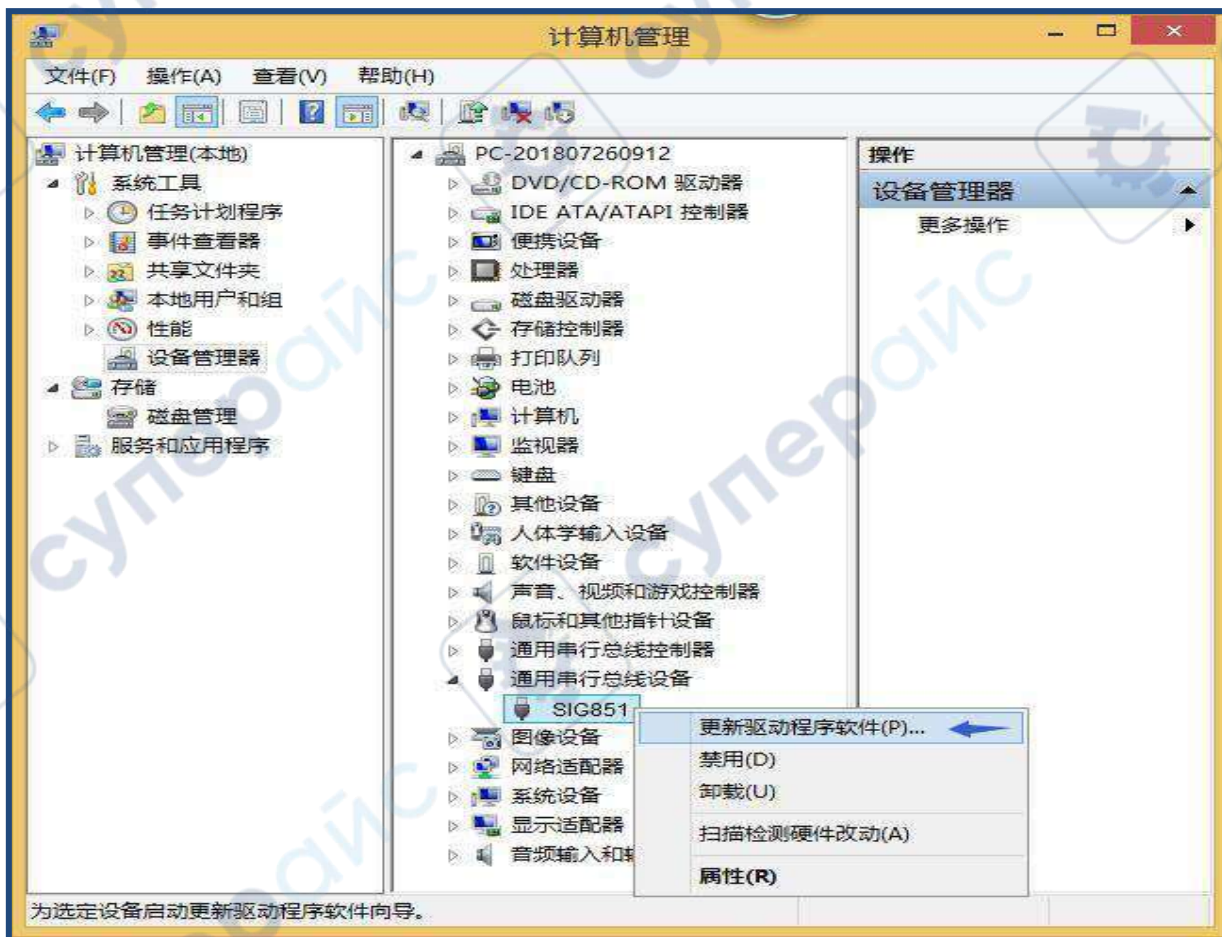 计算机管理
文件(F) 操作(A) 查看(V) 帮助(H)
计算机管理(本地)
系统工具
任务计划程序
事件查看器
共享文件夹
本地用户和组
性能
设备管理器
存储
磁盘管理
服务和应用程序
PC-201807260912
DVD/CD-ROM 驱动器
IDE ATA/ATAPI 控制器
便携设备
处理器
磁盘驱动器
存储控制器
打印队列
电池
计算机
监视器
键盘
其他设备
人体学输入设备
软件设备
声音、视频和游戏控制器
鼠标和其他指针设备
通用串行总线控制器
通用串行总线设备
SIG851
图像设备
网络适配器
系统设备
显示适配器
音频输入和
操作
设备管理器
更多操作
更新驱动程序软件(P)...
禁用(D)
卸载(U)
扫描检测硬件改动(A)
属性(R)
为选定设备启动更新驱动程序软件向导。
супер
супер
суперайс
суперайс
айс